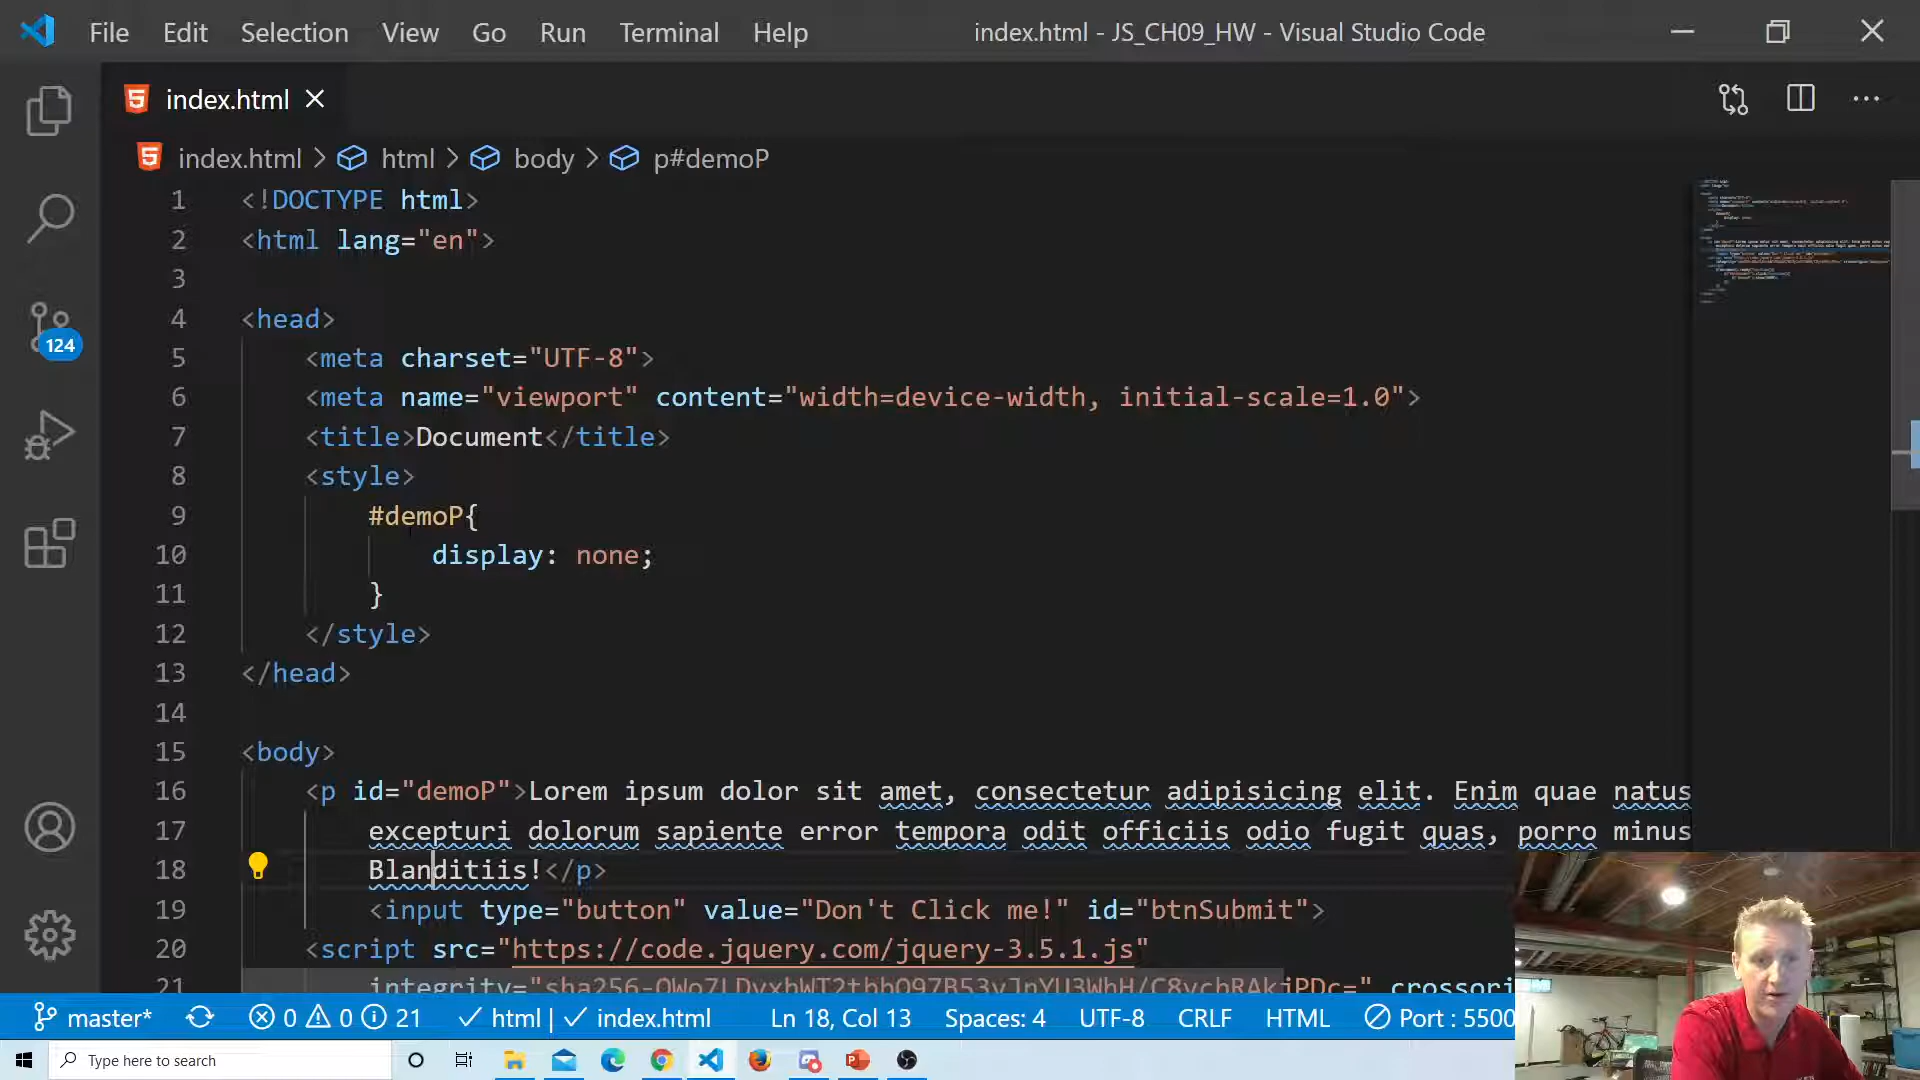 File Edit Selection View Go Run Terminal Help index.html - JS_CH09_HW - Visual Studio Code
index.html
index.html > html > body > p#demoP
1 <!DOCTYPE html>
2 <html lang="en">
3
4 <head>
5 <meta charset="UTF-8">
6 <meta name="viewport" content="width=device-width, initial-scale=1.0">
7 <title>Document</title>
8 <style>
9 #demoP{
10 display: none;
11 }
12 </style>
13 </head>
14
15 <body>
16 <p id="demoP">Lorem ipsum dolor sit amet, consectetur adipisicing elit. Enim quae natus
17 excepturi dolorum sapiente error tempora odit officiis odio fugit quas, porro minus
18 Blanditiis!</p>
19 <input type="button" value="Don't Click me!" id="btnSubmit">
20 <script src="https://code.jquery.com/jquery-3.5.1.js"
21
124
master* 0 0 21 html | index.html Ln 18, Col 13 Spaces: 4 UTF-8 CRLF HTML Port : 5500
Type here to search